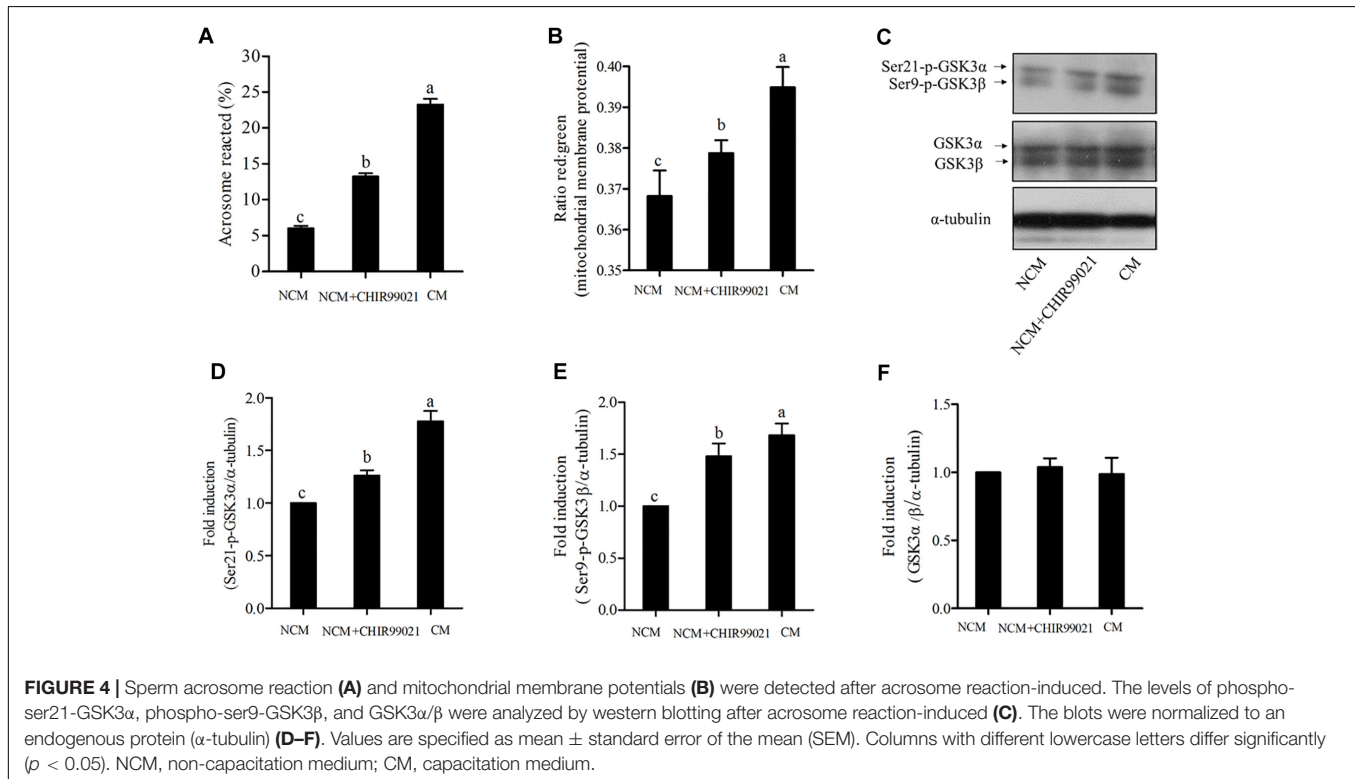 A
30
25
20
15
10
5
0
Acrosome reacted (%)
c
b
a
NCM
NCM+CHIR99021
CM
B
0.40
0.39
0.38
0.37
0.36
0.35
Ratio red:green
(mitochondrial membrane protential)
c
b
a
NCM
NCM+CHIR99021
CM
C
Ser21-p-GSK3α
Ser9-p-GSK3β
GSK3α
GSK3β
α-tubulin
NCM
NCM+CHIR99021
CM
D
2.0
1.5
1.0
0.5
0.0
Fold induction
(Ser21-p-GSK3α/α-tubulin)
c
b
a
NCM
NCM+CHIR99021
CM
E
2.0
1.5
1.0
0.5
0.0
Fold induction
( Ser9-p-GSK3 β/α-tubulin)
c
b
a
NCM
NCM+CHIR99021
CM
F
1.5
1.0
0.5
0.0
Fold induction
( GSK3α /β/α-tubulin)
NCM
NCM+CHIR99021
CM
FIGURE 4 | Sperm acrosome reaction (A) and mitochondrial membrane potentials (B) were detected after acrosome reaction-induced. The levels of phospho-
ser21-GSK3α, phospho-ser9-GSK3β, and GSK3α/β were analyzed by western blotting after acrosome reaction-induced (C). The blots were normalized to an
endogenous protein (α-tubulin) (D–F). Values are specified as mean ± standard error of the mean (SEM). Columns with different lowercase letters differ significantly
(p < 0.05). NCM, non-capacitation medium; CM, capacitation medium.